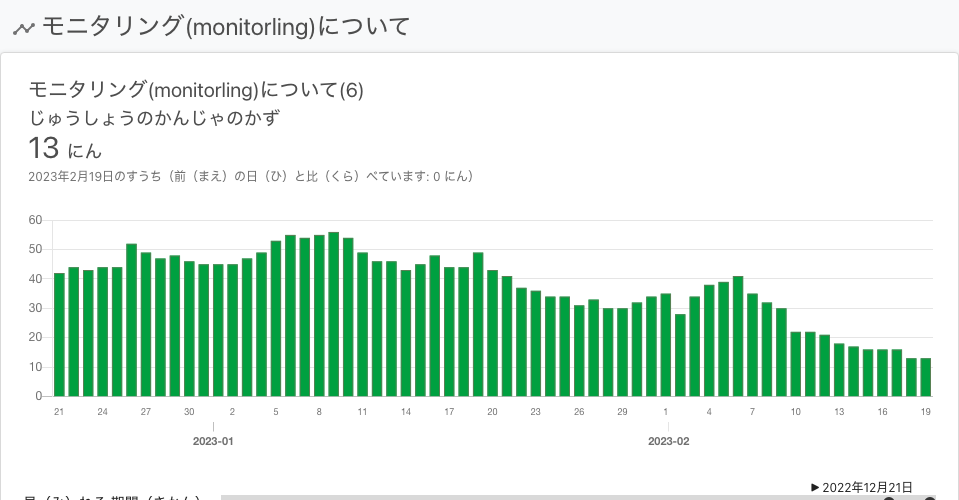 モニタリング(monitorling)について
モニタリング(monitorling)について(6)
じゅうしょうのかんじゃのかず
13 にん
2023年2月19日のすうち（前（まえ）の日（ひ）と比（くら）べています: 0 にん）
60
50
40
30
20
10
0
21 24 27 30 2 5 8 11 14 17 20 23 26 29 1 4 7 10 13 16 19
2023-01 2023-02
▶ 2022年12月21日